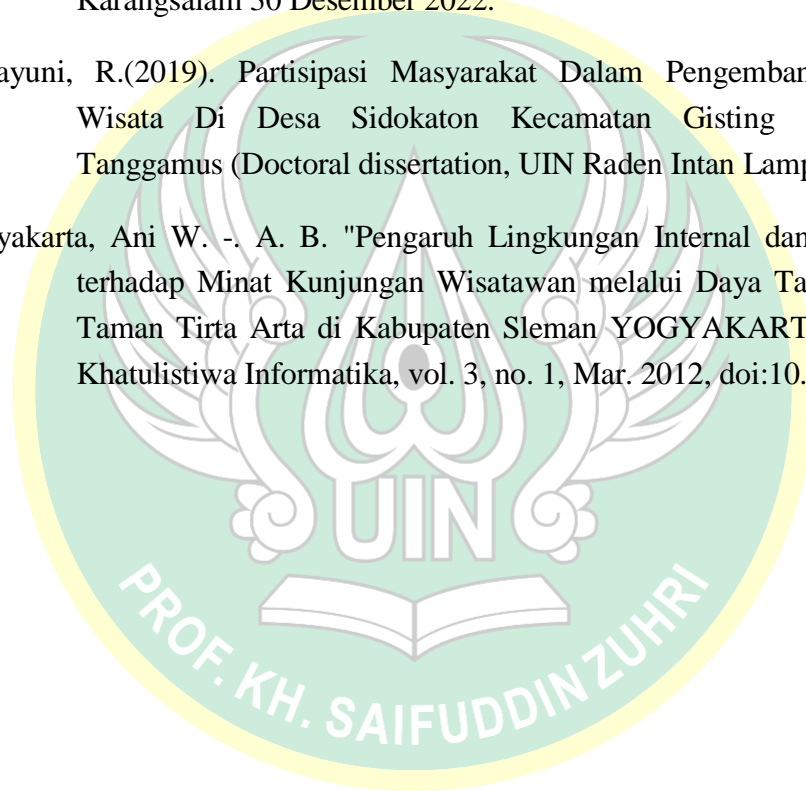 Karangsalam 30 Desember 2022.
ayuni, R.(2019). Partisipasi Masyarakat Dalam Pengemban
Wisata Di Desa Sidokaton Kecamatan Gisting
Tanggamus (Doctoral dissertation, UIN Raden Intan Lamp
yakarta, Ani W. -. A. B. "Pengaruh Lingkungan Internal dan
terhadap Minat Kunjungan Wisatawan melalui Daya Ta
Taman Tirta Arta di Kabupaten Sleman YOGYAKART
Khatulistiwa Informatika, vol. 3, no. 1, Mar. 2012, doi:10.
UIN
PROF. KH. SAIFUDDIN ZUHRI